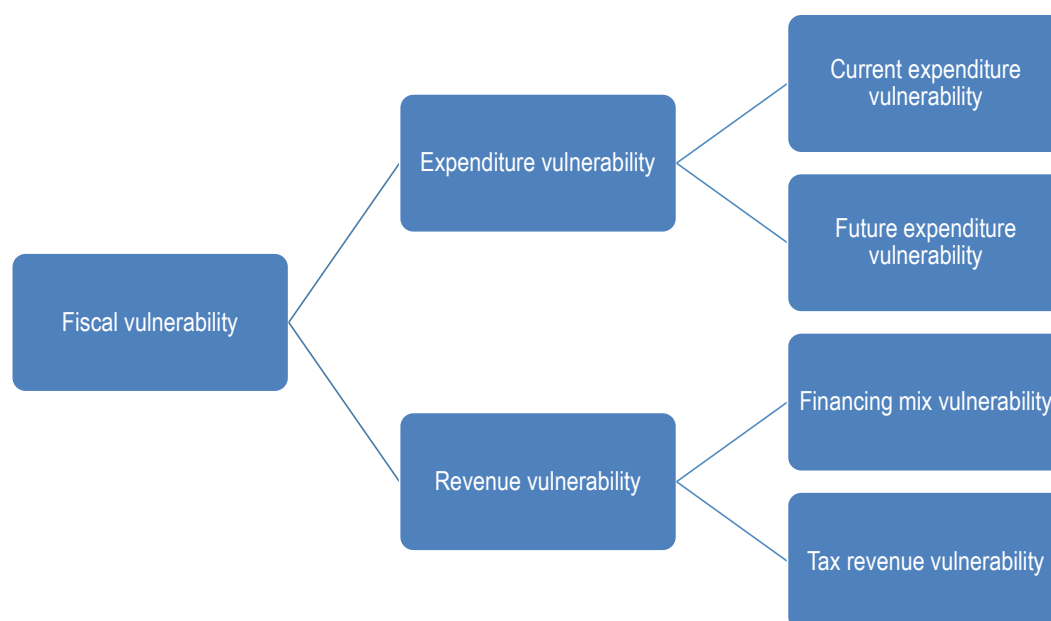 Fiscal vulnerability
Expenditure vulnerability
Current expenditure
vulnerability
Future expenditure
vulnerability
Revenue vulnerability
Financing mix vulnerability
Tax revenue vulnerability